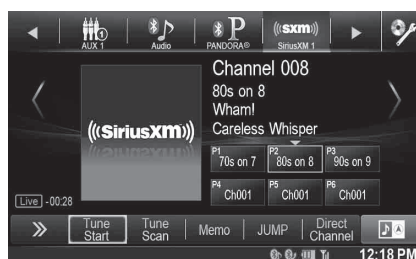 AUX 1
Audio
P
PANDORA®
((sxm))
SiriusXM 1
Channel 008
80s on 8
Wham!
Careless Whisper
((SiriusXM))
P1 70s on 7
P2 80s on 8
P3 90s on 9
P4 Ch001
P5 Ch001
P6 Ch001
Live -00:28
Tune Start
Tune Scan
Memo
JUMP
Direct Channel
12:18 PM